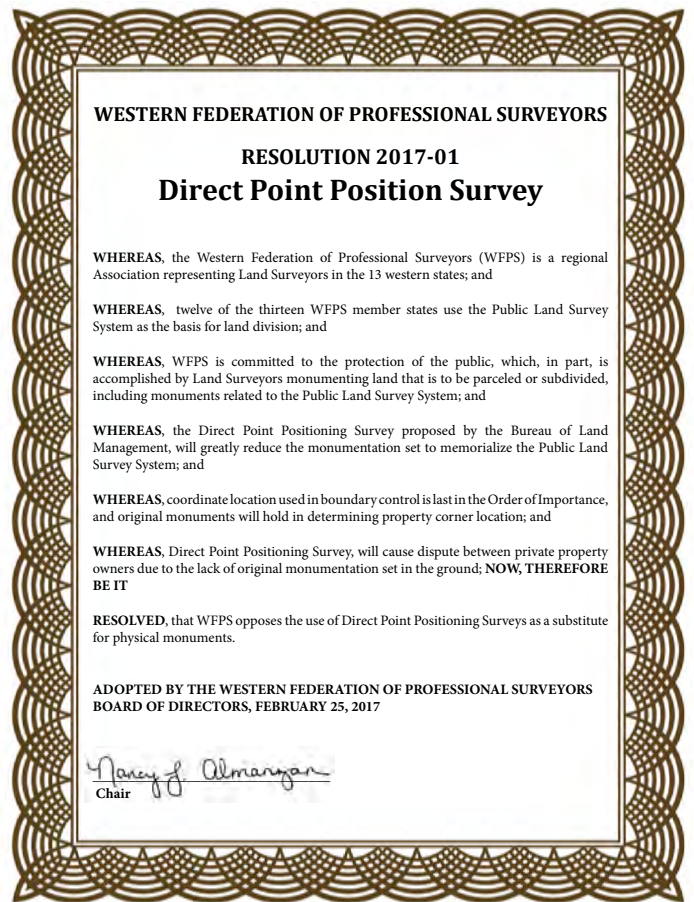 WESTERN FEDERATION OF PROFESSIONAL SURVEYORS
RESOLUTION 2017-01
Direct Point Position Survey
WHEREAS, the Western Federation of Professional Surveyors (WFPS) is a regional
Association representing Land Surveyors in the 13 western states; and
WHEREAS, twelve of the thirteen WFPS member states use the Public Land Survey
System as the basis for land division; and
WHEREAS, WFPS is committed to the protection of the public, which, in part, is
accomplished by Land Surveyors monumenting land that is to be parceled or subdivided,
including monuments related to the Public Land Survey System; and
WHEREAS, the Direct Point Positioning Survey proposed by the Bureau of Land
Management, will greatly reduce the monumentation set to memorialize the Public Land
Survey System; and
WHEREAS, coordinate location used in boundary control is last in the Order of Importance,
and original monuments will hold in determining property corner location; and
WHEREAS, Direct Point Positioning Survey, will cause dispute between private property
owners due to the lack of original monumentation set in the ground; NOW, THEREFORE
BE IT
RESOLVED, that WFPS opposes the use of Direct Point Positioning Surveys as a substitute
for physical monuments.
ADOPTED BY THE WESTERN FEDERATION OF PROFESSIONAL SURVEYORS
BOARD OF DIRECTORS, FEBRUARY 25, 2017
Nancy J. Almanzan
Chair